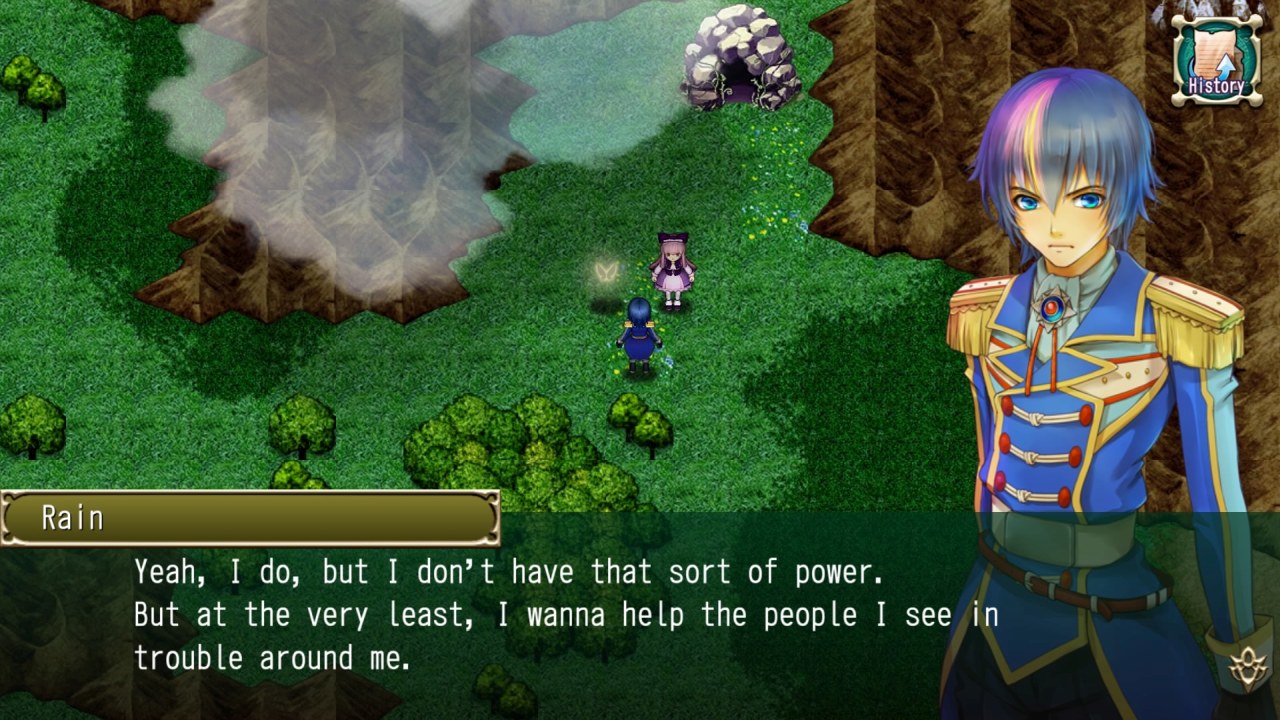 History
Rain
Yeah, I do, but I don't have that sort of power.
But at the very least, I wanna help the people I see in
trouble around me.